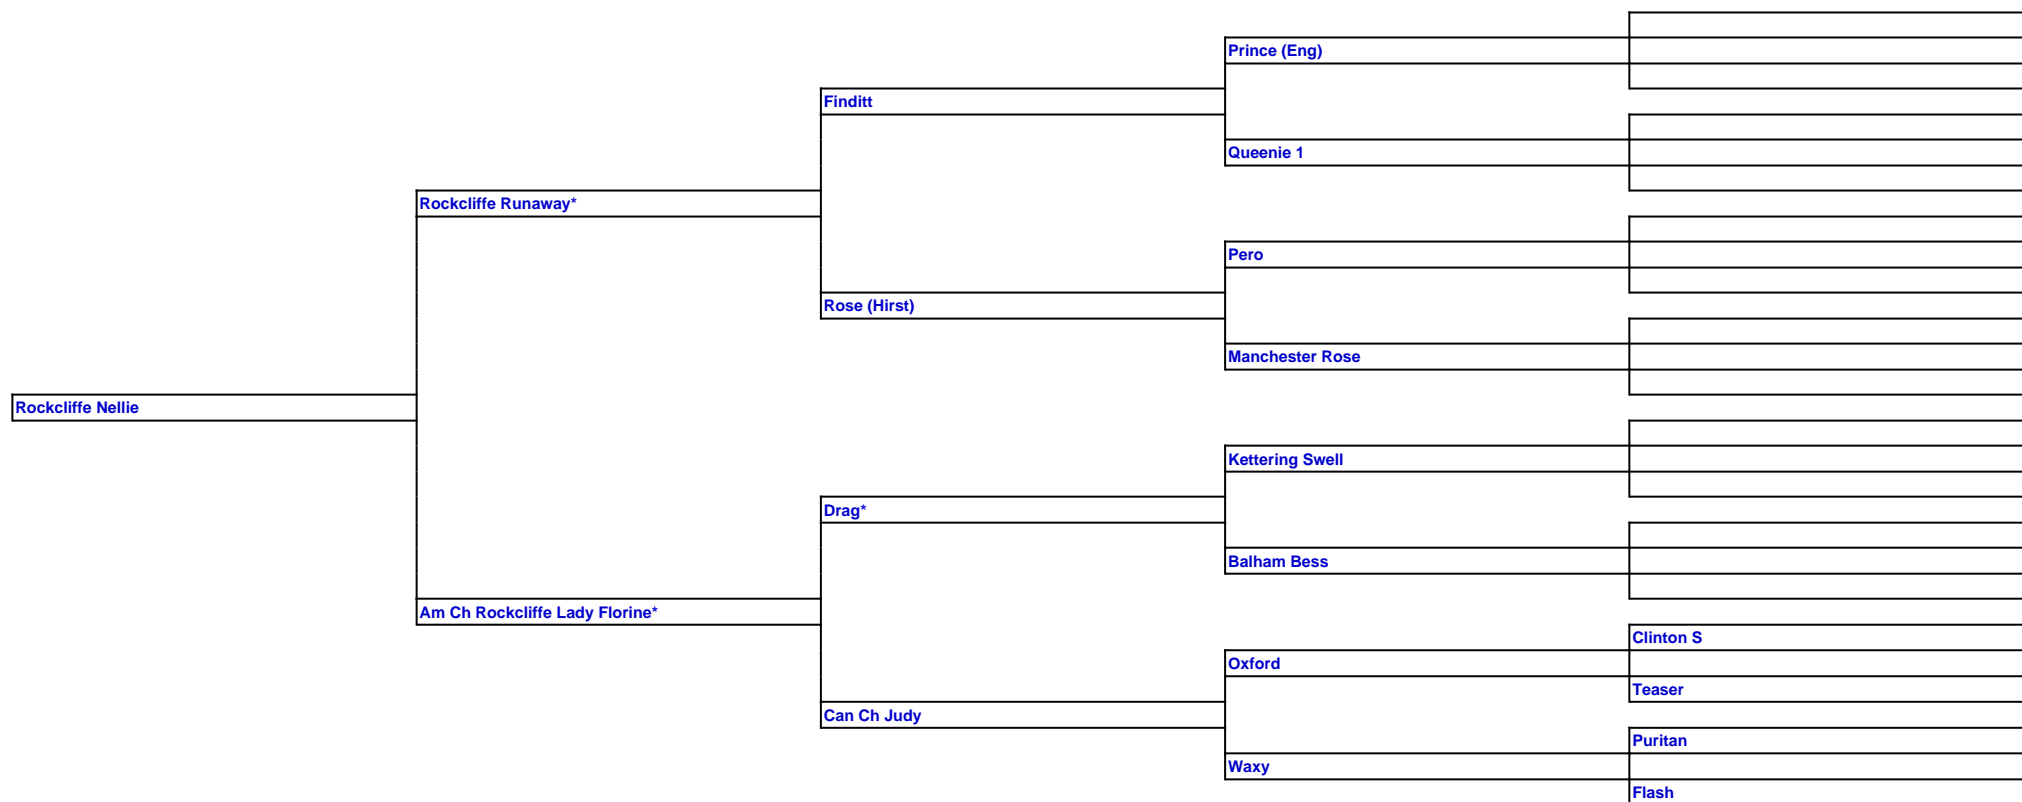 Prince (Eng)
Finditt
Queenie 1
Rockcliffe Runaway*
Pero
Rose (Hirst)
Manchester Rose
Rockcliffe Nellie
Kettering Swell
Drag*
Balham Bess
Am Ch Rockcliffe Lady Florine*
Clinton S
Oxford
Teaser
Can Ch Judy
Puritan
Waxy
Flash